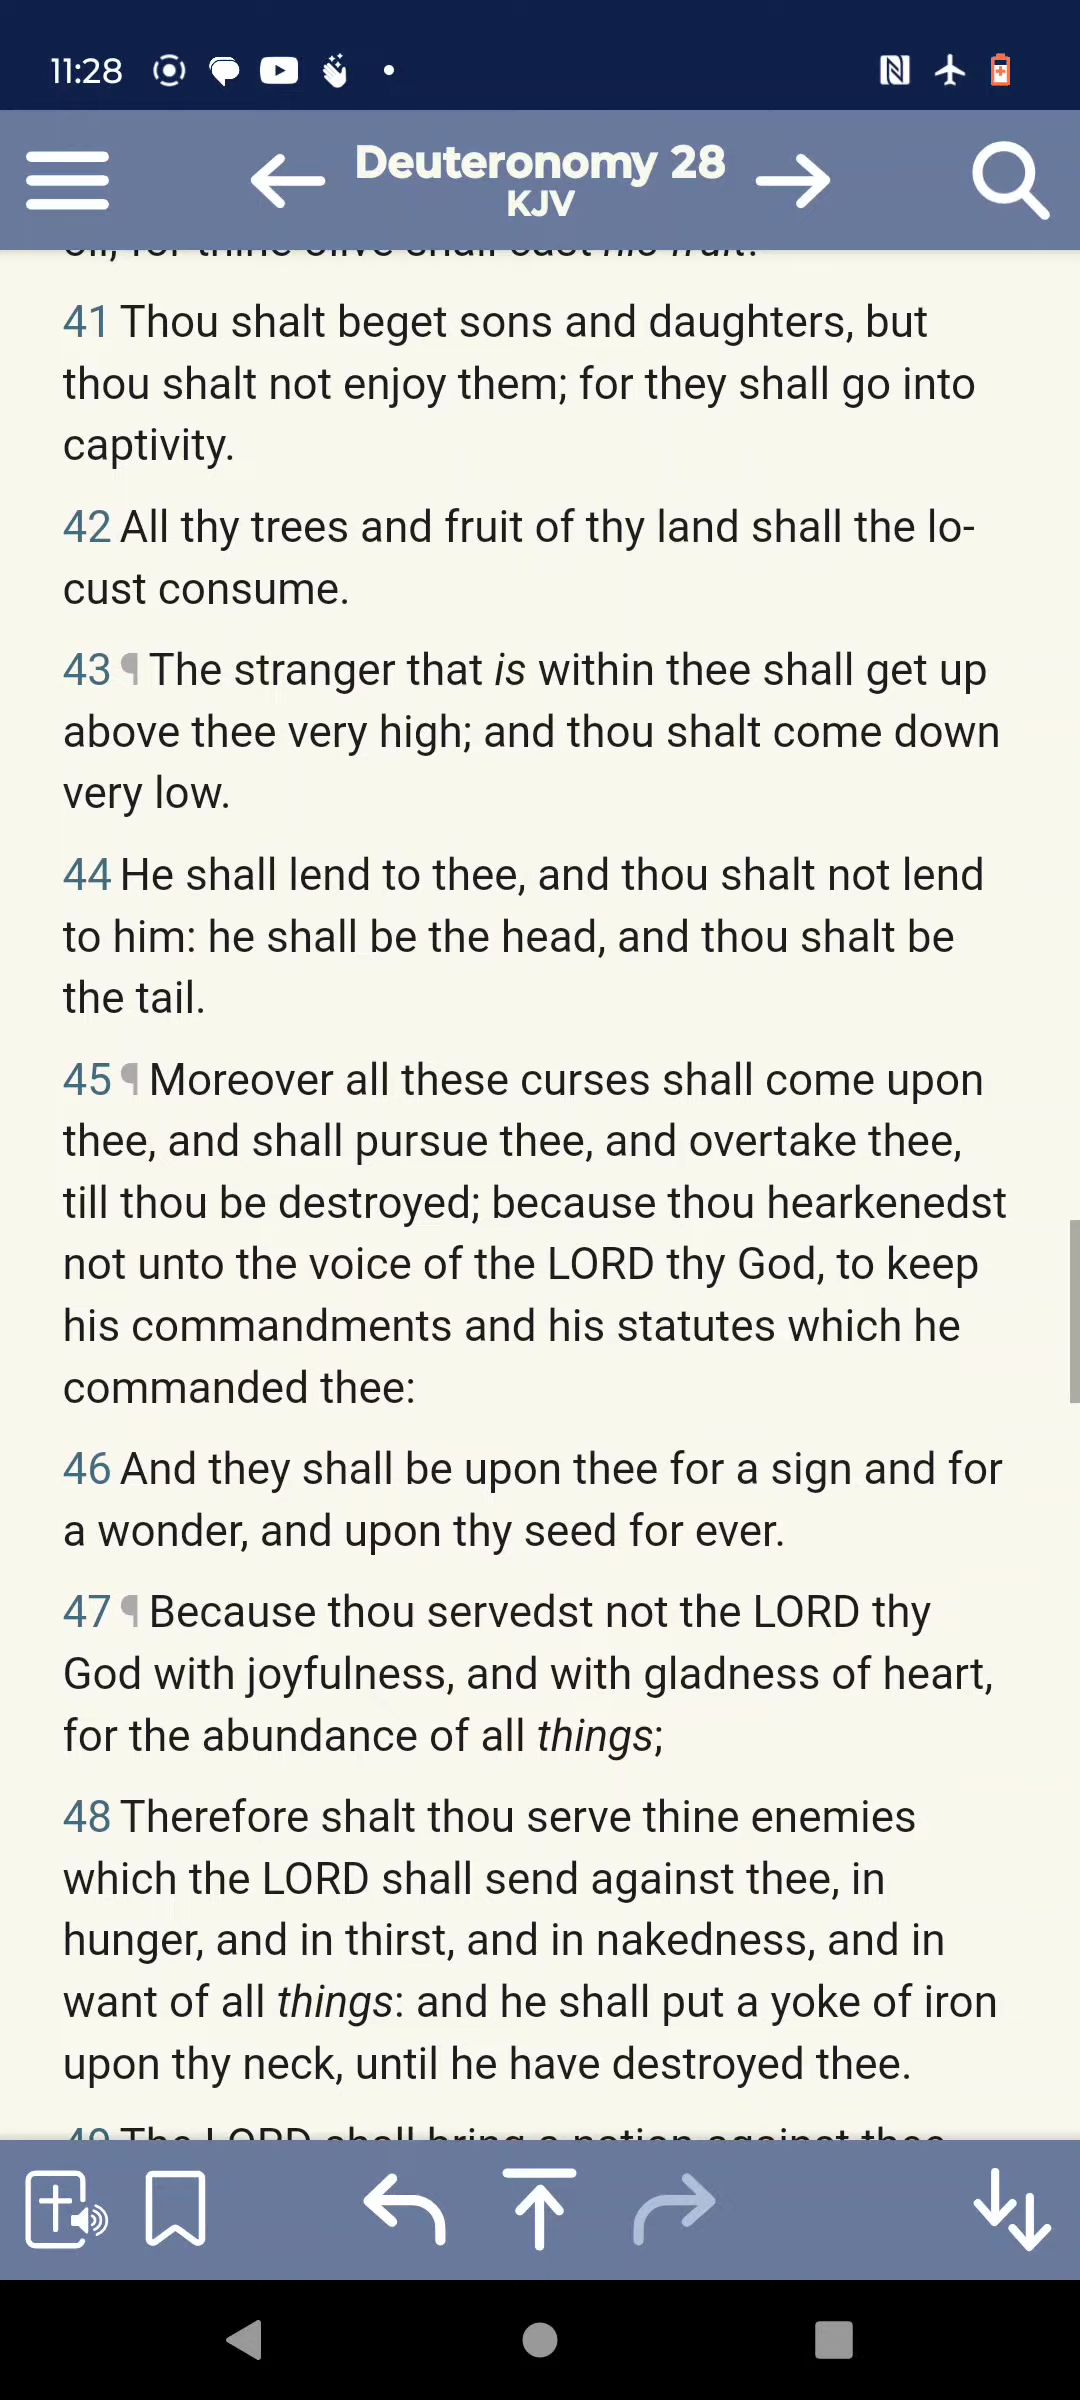 11:28
Deuteronomy 28
KJV
41 Thou shalt beget sons and daughters, but
thou shalt not enjoy them; for they shall go into
captivity.
42 All thy trees and fruit of thy land shall the lo-
cust consume.
43 ¶ The stranger that is within thee shall get up
above thee very high; and thou shalt come down
very low.
44 He shall lend to thee, and thou shalt not lend
to him: he shall be the head, and thou shalt be
the tail.
45 ¶ Moreover all these curses shall come upon
thee, and shall pursue thee, and overtake thee,
till thou be destroyed; because thou hearkenedst
not unto the voice of the LORD thy God, to keep
his commandments and his statutes which he
commanded thee:
46 And they shall be upon thee for a sign and for
a wonder, and upon thy seed for ever.
47 ¶ Because thou servedst not the LORD thy
God with joyfulness, and with gladness of heart,
for the abundance of all things;
48 Therefore shalt thou serve thine enemies
which the LORD shall send against thee, in
hunger, and in thirst, and in nakedness, and in
want of all things: and he shall put a yoke of iron
upon thy neck, until he have destroyed thee.
49 The LORD shall bring a nation against thee